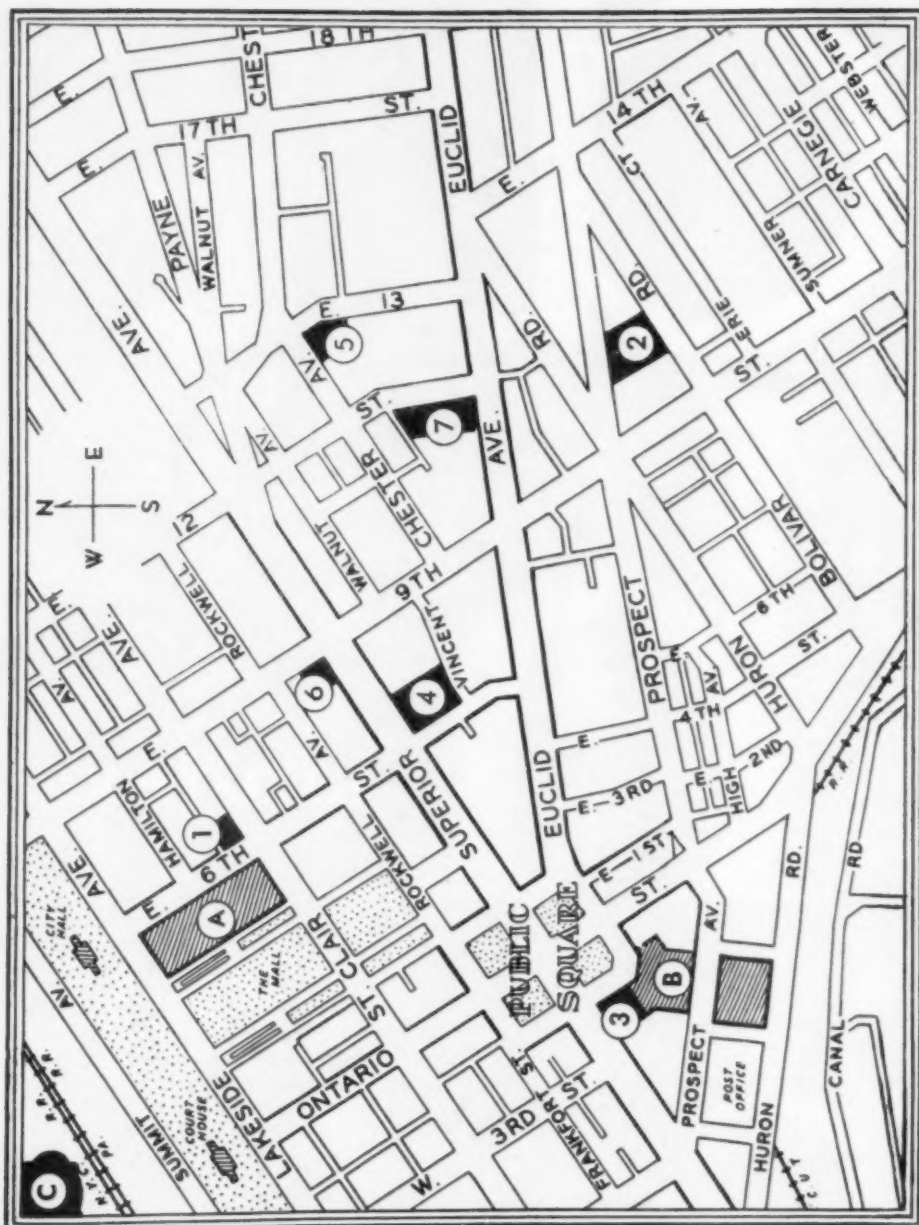 C
N.Y.C.
PA.
R.R.
R.R.
SUMMIT
AV.
COURT
HOUSE
CITY
HALL
LAKESIDE
AVE
HAMILTON
AV.
AVE
E.
ROCKWELL
12
N
W
E
S
AVE.
E.
17TH
PAYNE
WALNUT
AV.
CHEST
E.
18TH
ST.
THE
MALL
A
E.
6TH
1
ST.
CLAIR
ONTARIO
ROCKWELL
AV.
6
E.
WALNUT
AV.
5
AV.
E.
13
W.
3RD
ST.
FRANKFORT
ST.
SUPERIOR
ST.
4
VINCENT
9TH
CHESTER
ST.
7
PUBLIC
SQUARE
EUCLID
AVE.
EUCLID
E.
14TH
3
B
ST.
E-1ST
E-3RD
E.
4TH
PROSPECT
E.
RD.
PROSPECT
AV.
POST
OFFICE
HURON
RD.
HIGH
E.
2ND
AV.
HURON
6TH
ST.
BOLIVAR
ST.
2
RD.
ERIE
CT
SUMNER
AV.
CARNEGIE
WEBSTER
C.U.T.
CANAL
RD.
R.R.